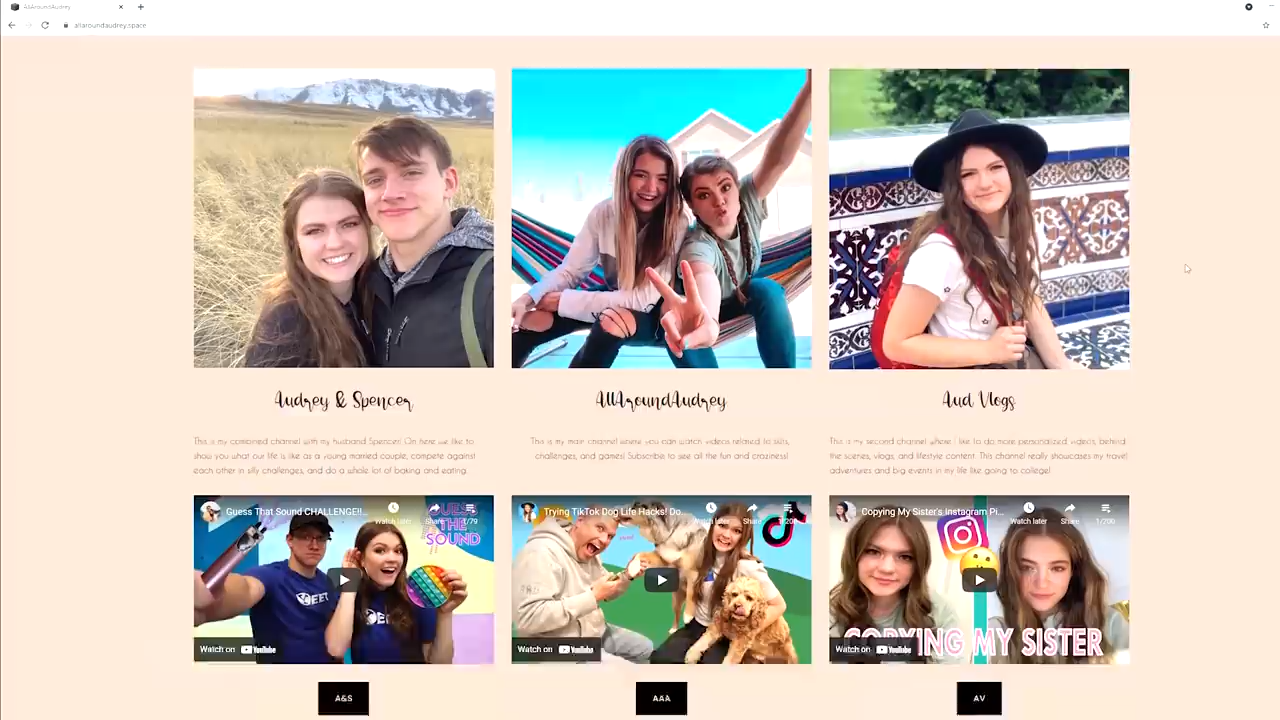 AllAroundAudrey
allaroundaudrey.space
Audrey & Spencer
This is my combined channel with my husband Spencer! On here we like to
show you what our life is like as a young married couple, compete against
each other in silly challenges, and do a whole lot of baking and eating.
AllAroundAudrey
This is my main channel where you can watch videos related to skits,
challenges, and games! Subscribe to see all the fun and craziness!
Aud Vlogs
This is my second channel where I like to do more personalized videos, behind
the scenes, vlogs, and lifestyle content. This channel really showcases my travel
adventures and big events in my life like going to college!
Guess That Sound CHALLENGE!!...
Watch later
Share
1/79
GUESS
THE
SOUND
Watch on YouTube
Trying TikTok Dog Life Hacks! Do...
Watch later
Share
1/200
Watch on YouTube
Copying My Sister's Instagram Pi...
Watch later
Share
1/200
COPYING MY SISTER
Watch on YouTube
A&S
AAA
AV